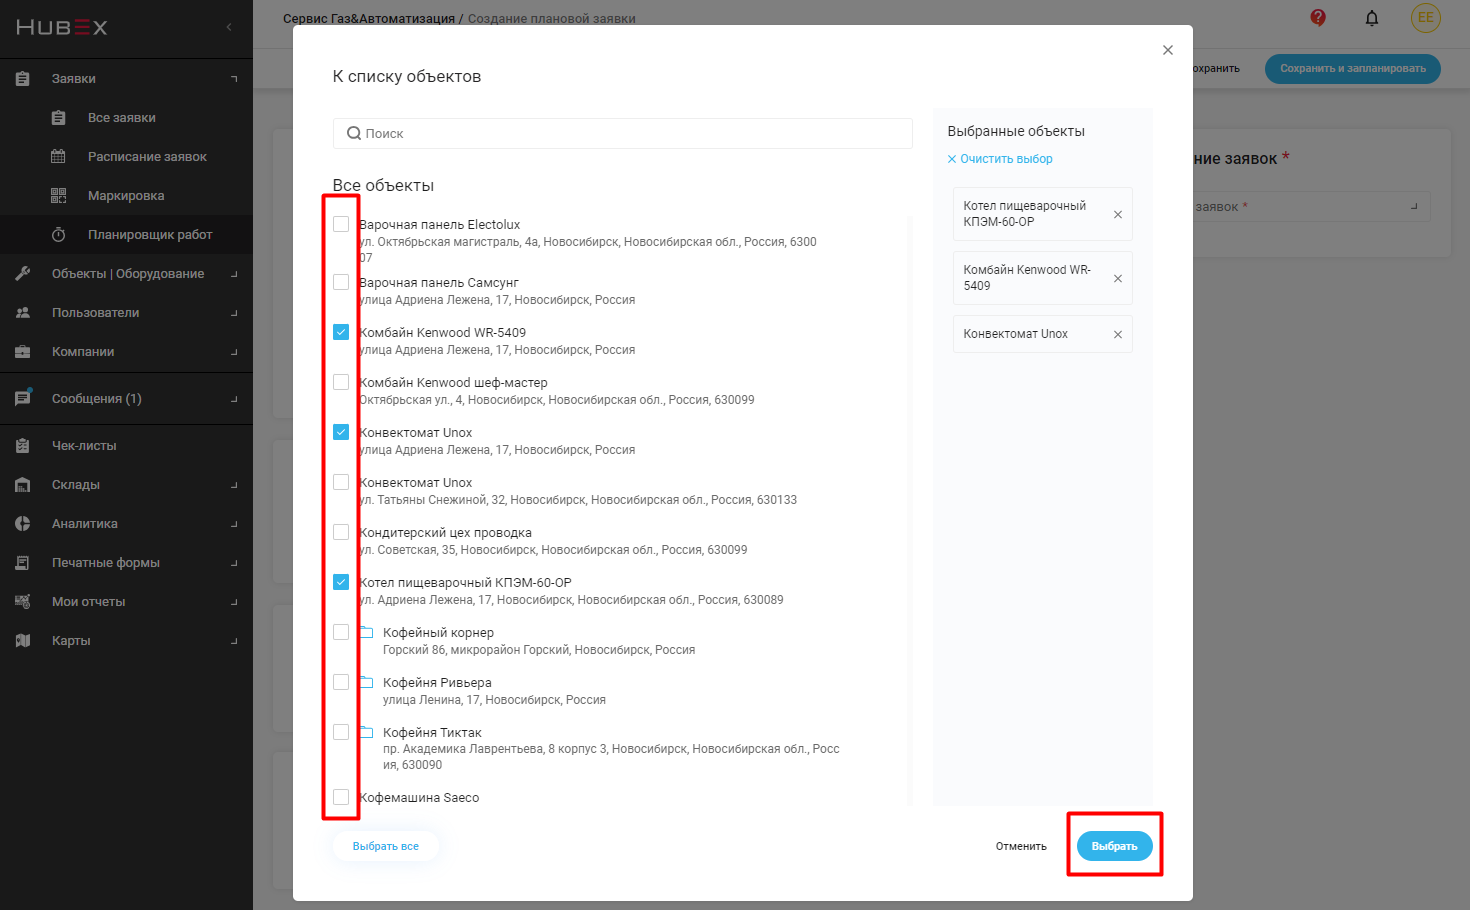 HUBEX
Заявки
Все заявки
Расписание заявок
Маркировка
Планировщик работ
Объекты | Оборудование
Пользователи
Компании
Сообщения (1)
Чек-листы
Склады
Аналитика
Печатные формы
Мои отчеты
Карты
Сервис Газ&Автоматизация / Создание плановой заявки
?
EE
охранить
Сохранить и запланировать
ние заявок *
заявок *
К списку объектов
Поиск
Все объекты
Варочная панель Electolux
ул. Октябрьская магистраль, 4а, Новосибирск, Новосибирская обл., Россия, 6300
07
Варочная панель Самсунг
улица Адриена Лежена, 17, Новосибирск, Россия
Комбайн Kenwood WR-5409
улица Адриена Лежена, 17, Новосибирск, Россия
Комбайн Kenwood шеф-мастер
Октябрьская ул., 4, Новосибирск, Новосибирская обл., Россия, 630099
Конвектомат Unox
улица Адриена Лежена, 17, Новосибирск, Россия
Конвектомат Unox
ул. Татьяны Снежиной, 32, Новосибирск, Новосибирская обл., Россия, 630133
Кондитерский цех проводка
ул. Советская, 35, Новосибирск, Новосибирская обл., Россия, 630099
Котел пищеварочный КПЭМ-60-ОР
ул. Адриена Лежена, 17, Новосибирск, Новосибирская обл., Россия, 630089
Кофейный корнер
Горский 86, микрорайон Горский, Новосибирск, Россия
Кофейня Ривьера
улица Ленина, 17, Новосибирск, Россия
Кофейня Тиктак
пр. Академика Лаврентьева, 8 корпус 3, Новосибирск, Новосибирская обл., Росс
ия, 630090
Кофемашина Saeco
Выбранные объекты
Очистить выбор
Котел пищеварочный
КПЭМ-60-ОР
Комбайн Kenwood WR-
5409
Конвектомат Unox
Выбрать все
Отменить
Выбрать